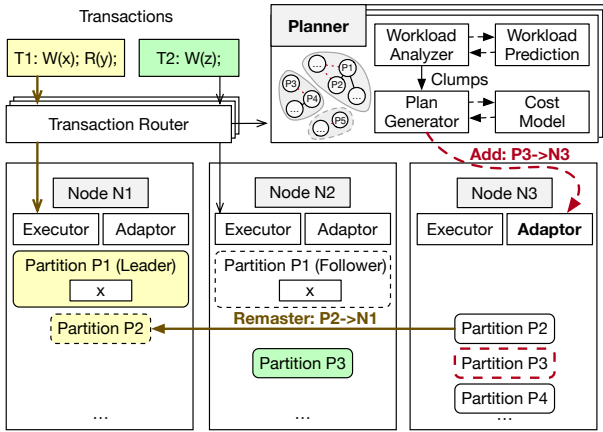 Transactions
T1: W(x); R(y);
T2: W(z);
Transaction Router
Planner
... P1
P3 P2
... P4 ...
... P5
Workload
Analyzer
Workload
Prediction
Clumps
Plan
Generator
Cost
Model
Add: P3->N3
Node N1
Executor
Adaptor
Partition P1 (Leader)
x
Partition P2
...
Node N2
Executor
Adaptor
Partition P1 (Follower)
x
Remaster: P2->N1
Partition P3
...
Node N3
Executor
Adaptor
Partition P2
Partition P3
Partition P4
...